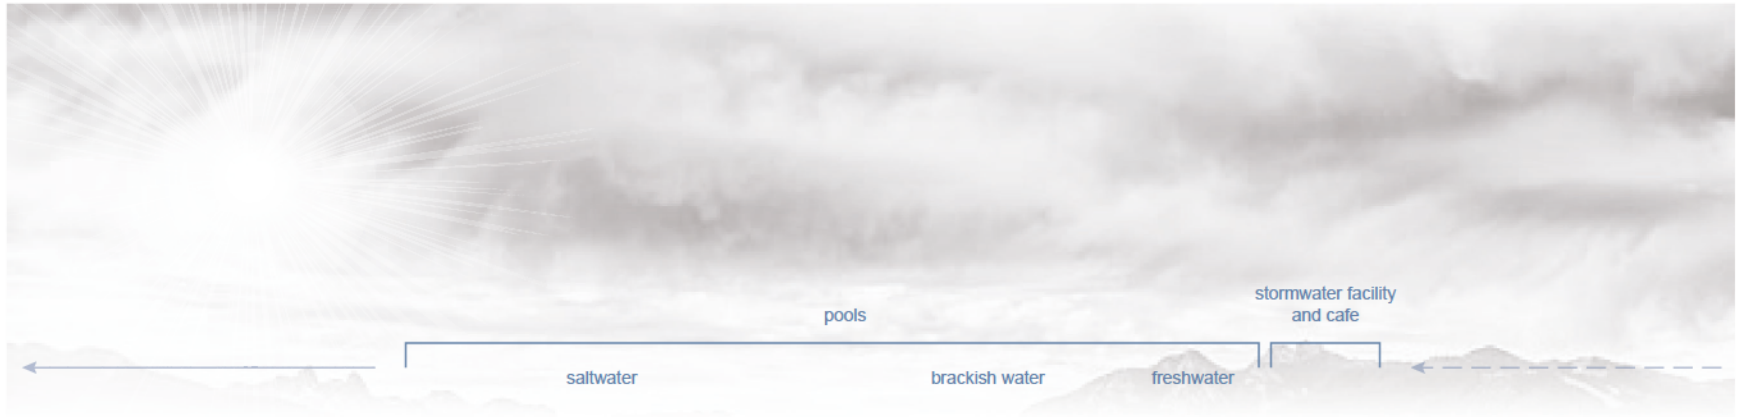 stormwater facility
and cafe
pools
saltwater
brackish water
freshwater